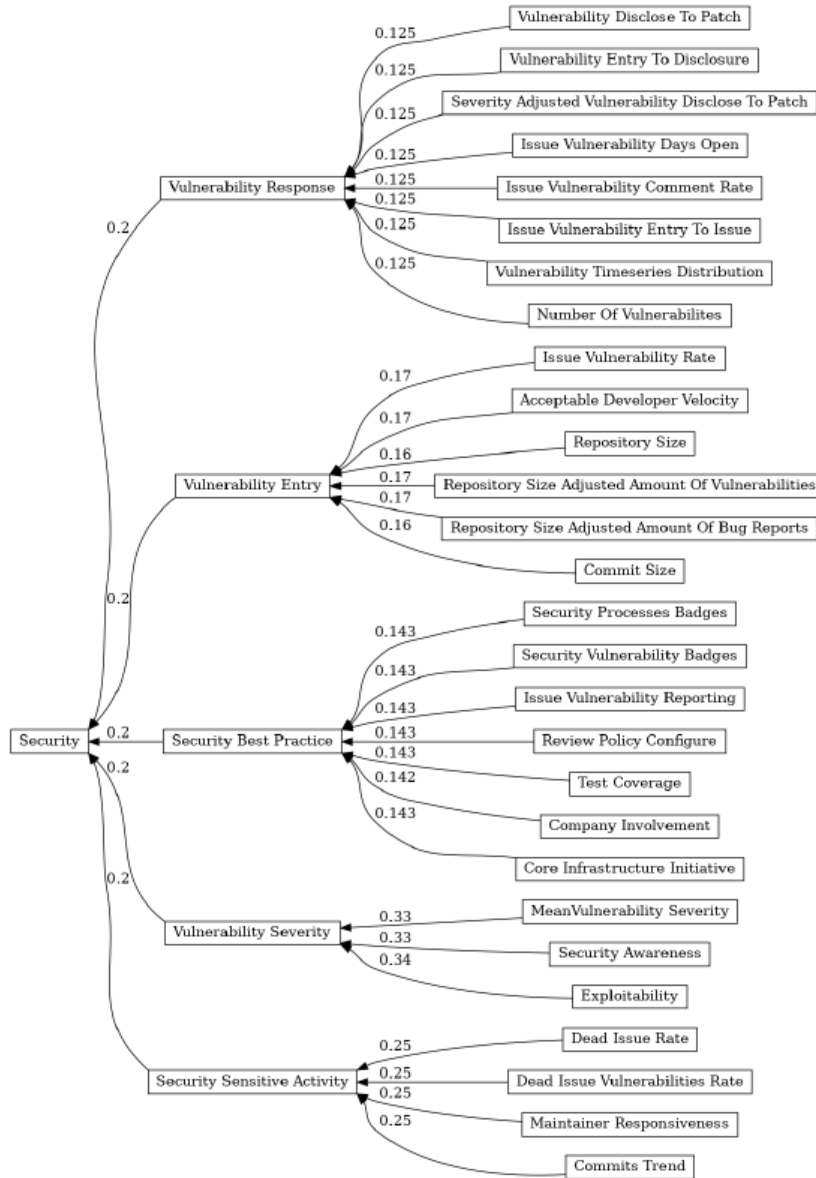 Vulnerability Disclose To Patch
0.125
Vulnerability Entry To Disclosure
0.125
Severity Adjusted Vulnerability Disclose To Patch
0.125
Issue Vulnerability Days Open
0.125
Vulnerability Response
0.125
Issue Vulnerability Comment Rate
0.125
Issue Vulnerability Entry To Issue
0.125
Vulnerability Timeseries Distribution
0.125
Number Of Vulnerabilites
0.2
Issue Vulnerability Rate
0.17
Acceptable Developer Velocity
0.17
Repository Size
0.16
Vulnerability Entry
0.17
Repository Size Adjusted Amount Of Vulnerabilities
0.17
Repository Size Adjusted Amount Of Bug Reports
0.16
Commit Size
0.2
Security Processes Badges
0.143
Security Vulnerability Badges
0.143
Issue Vulnerability Reporting
0.143
Security
0.2
Security Best Practice
0.143
Review Policy Configure
0.2
0.143
Test Coverage
0.142
Company Involvement
0.143
Core Infrastructure Initiative
0.2
MeanVulnerability Severity
0.33
Vulnerability Severity
0.33
Security Awareness
0.34
Exploitability
Dead Issue Rate
0.25
Security Sensitive Activity
0.25
Dead Issue Vulnerabilities Rate
0.25
Maintainer Responsiveness
0.25
Commits Trend